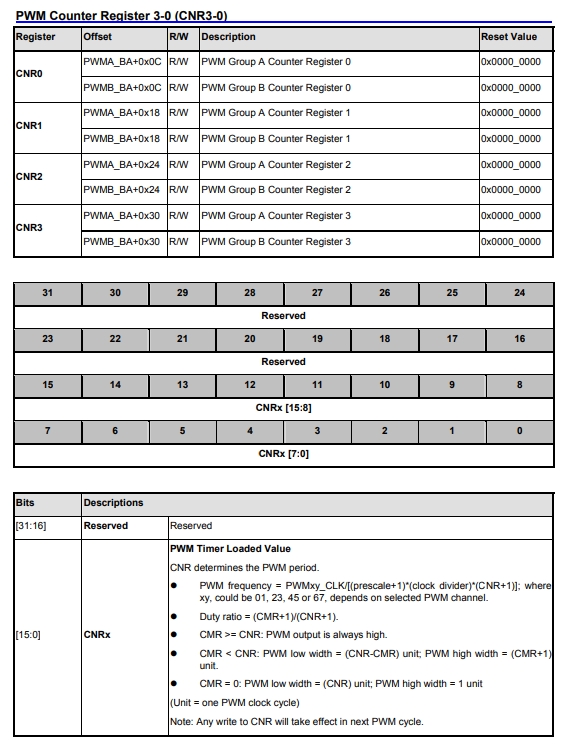 PWM Counter Register 3-0 (CNR3-0)
Register Offset R/W Description Reset Value
CNR0 PWMA_BA+0x0C R/W PWM Group A Counter Register 0 0x0000_0000
PWMB_BA+0x0C R/W PWM Group B Counter Register 0 0x0000_0000
CNR1 PWMA_BA+0x18 R/W PWM Group A Counter Register 1 0x0000_0000
PWMB_BA+0x18 R/W PWM Group B Counter Register 1 0x0000_0000
CNR2 PWMA_BA+0x24 R/W PWM Group A Counter Register 2 0x0000_0000
PWMB_BA+0x24 R/W PWM Group B Counter Register 2 0x0000_0000
CNR3 PWMA_BA+0x30 R/W PWM Group A Counter Register 3 0x0000_0000
PWMB_BA+0x30 R/W PWM Group B Counter Register 3 0x0000_0000
31 30 29 28 27 26 25 24
Reserved
23 22 21 20 19 18 17 16
Reserved
15 14 13 12 11 10 9 8
CNRx [15:8]
7 6 5 4 3 2 1 0
CNRx [7:0]
Bits Descriptions
[31:16] Reserved Reserved
[15:0] CNRx PWM Timer Loaded Value
CNR determines the PWM period.
● PWM frequency = PWMxy_CLK/[(prescale+1)*(clock divider)*(CNR+1)]; where
xy, could be 01, 23, 45 or 67, depends on selected PWM channel.
● Duty ratio = (CMR+1)/(CNR+1).
● CMR >= CNR: PWM output is always high.
● CMR < CNR: PWM low width = (CNR-CMR) unit; PWM high width = (CMR+1)
unit.
● CMR = 0: PWM low width = (CNR) unit; PWM high width = 1 unit
(Unit = one PWM clock cycle)
Note: Any write to CNR will take effect in next PWM cycle.